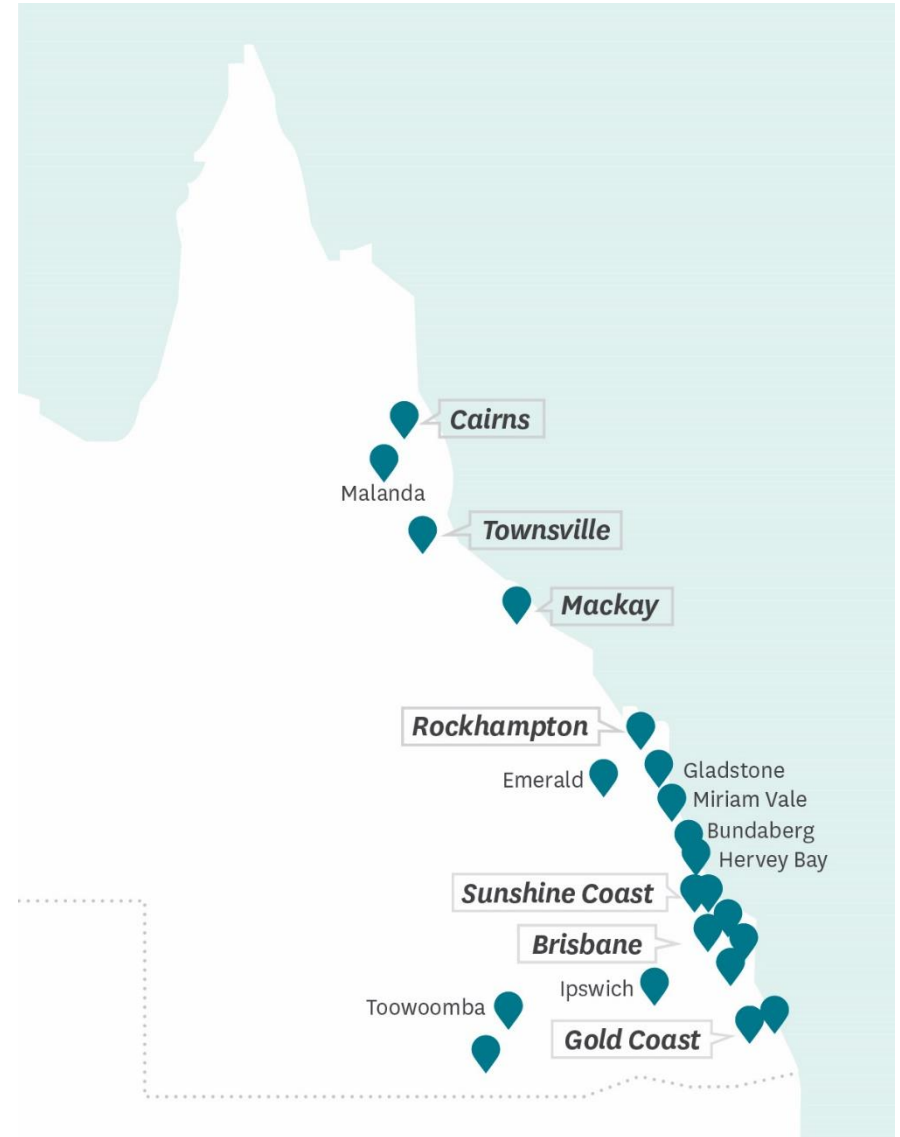 Cairns
Malanda
Townsville
Mackay
Rockhampton
Gladstone
Emerald
Miriam Vale
Bundaberg
Hervey Bay
Sunshine Coast
Brisbane
Ipswich
Toowoomba
Gold Coast